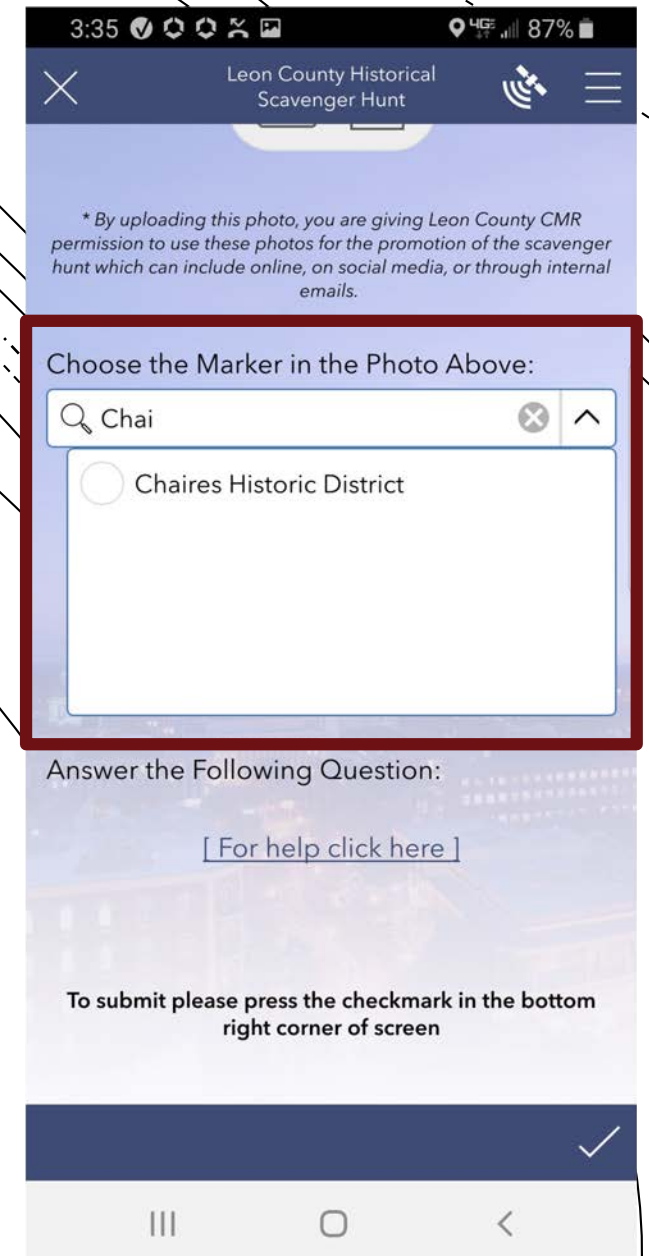 3:35 4GE 87%
Leon County Historical
Scavenger Hunt
* By uploading this photo, you are giving Leon County CMR
permission to use these photos for the promotion of the scavenger
hunt which can include online, on social media, or through internal
emails.
Choose the Marker in the Photo Above:
Chai
Chaires Historic District
Answer the Following Question:
[ For help click here ]
To submit please press the checkmark in the bottom
right corner of screen